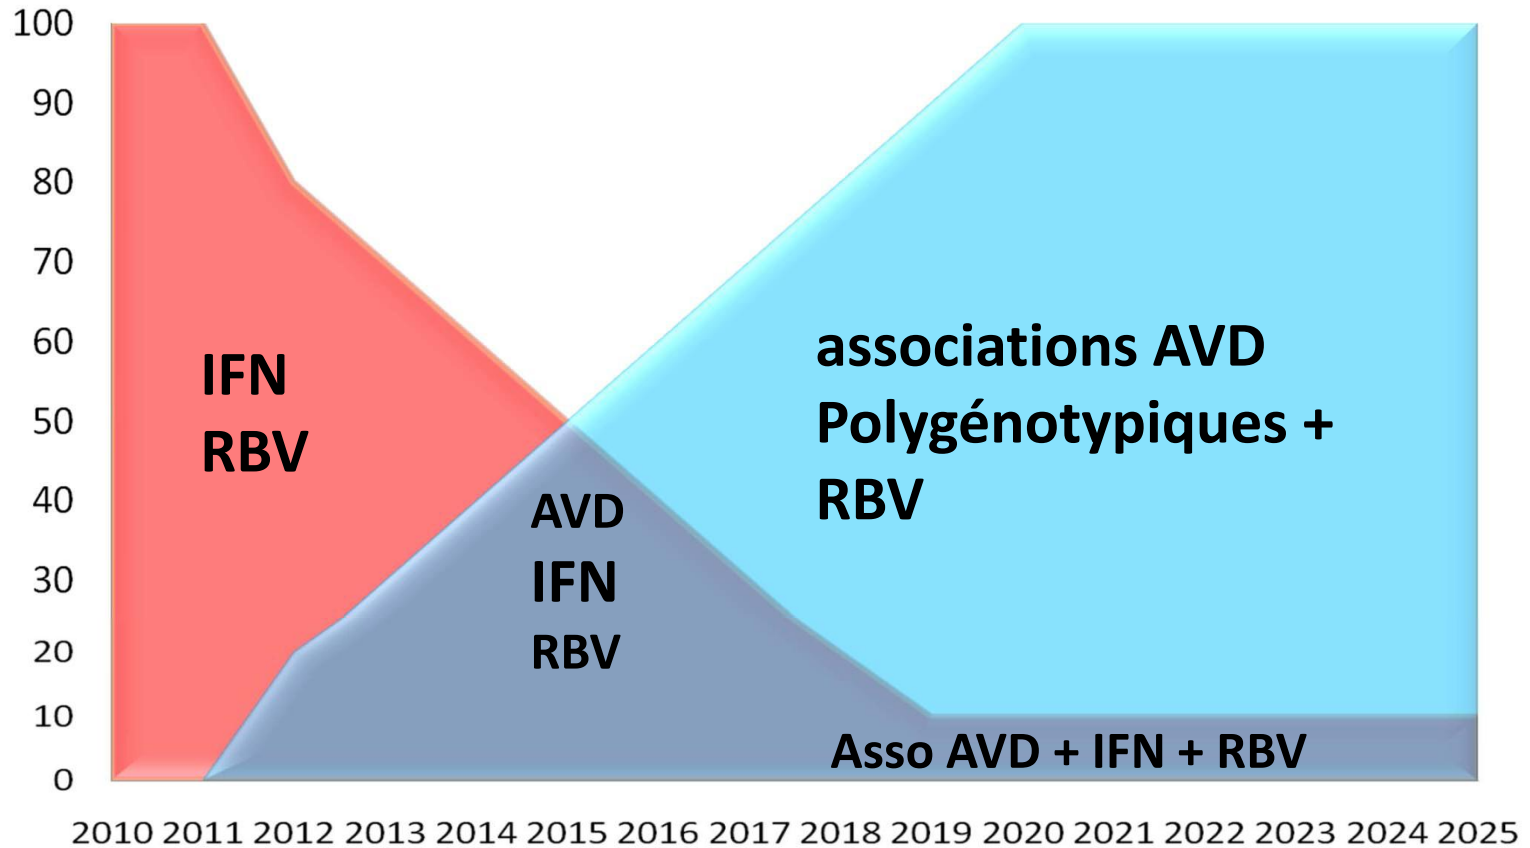 100
90
80
70
60
50
40
30
20
10
0
IFN
RBV
AVD
IFN
RBV
associations AVD
Polygénotypiques +
RBV
Asso AVD + IFN + RBV
2010 2011 2012 2013 2014 2015 2016 2017 2018 2019 2020 2021 2022 2023 2024 2025